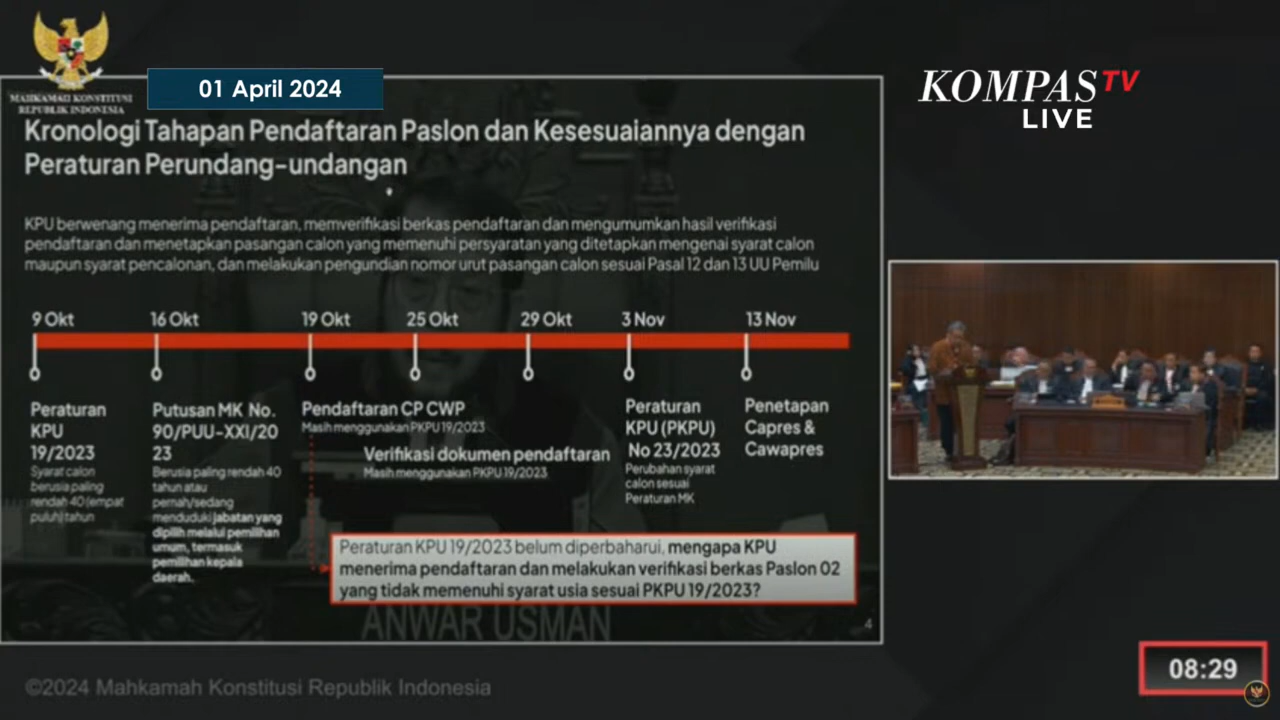 MAHKAMAH KONSTITUSI
REPUBLIK INDONESIA
01 April 2024
KOMPAS TV
LIVE
Kronologi Tahapan Pendaftaran Paslon dan Kesesuaiannya dengan
Peraturan Perundang-undangan
KPU berwenang menerima pendaftaran, memverifikasi berkas pendaftaran dan mengumumkan hasil verifikasi
pendaftaran dan menetapkan pasangan calon yang memenuhi persyaratan yang ditetapkan mengenai syarat calon
maupun syarat pencalonan, dan melakukan pengundian nomor urut pasangan calon sesuai Pasal 12 dan 13 UU Pemilu
9 Okt
16 Okt
19 Okt
25 Okt
29 Okt
3 Nov
13 Nov
Peraturan
KPU
19/2023
Syarat calon
berusia paling
rendah 40 (empat
puluh) tahun
Putusan MK No.
90/PUU-XXI/20
23
Berusia paling rendah 40
tahun atau
pernah/sedang
menduduki jabatan yang
dipilih melalui pemilihan
umum, termasuk
pemilihan kepala
daerah.
Pendaftaran CP CWP
Masih menggunakan PKPU 19/2023
Verifikasi dokumen pendaftaran
Masih menggunakan PKPU 19/2023
Peraturan
KPU (PKPU)
No 23/2023
Perubahan syarat
calon sesuai
Peraturan MK
Penetapan
Capres &
Cawapres
Peraturan KPU 19/2023 belum diperbaharui, mengapa KPU
menerima pendaftaran dan melakukan verifikasi berkas Paslon 02
yang tidak memenuhi syarat usia sesuai PKPU 19/2023?
ANWAR USMAN
4
©2024 Mahkamah Konstitusi Republik Indonesia
08:29